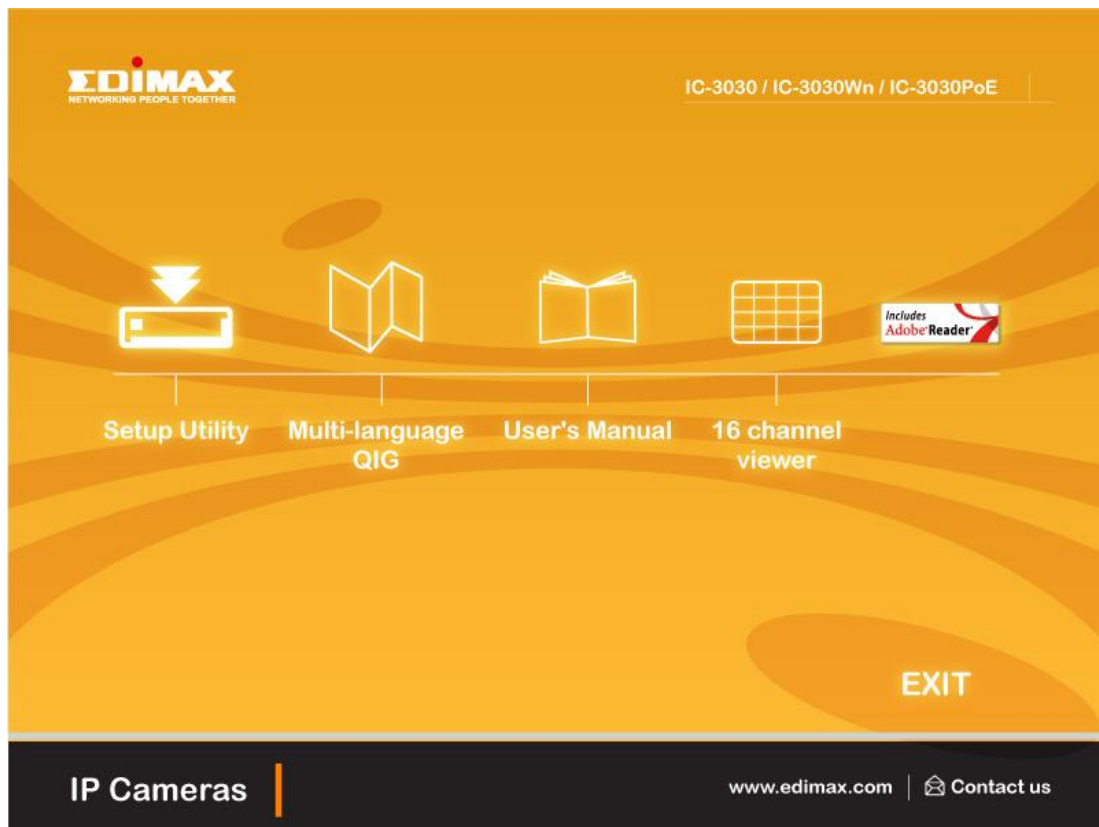 EDIMAX
NETWORKING PEOPLE TOGETHER
IC-3030 / IC-3030Wn / IC-3030PoE
Includes
Adobe® Reader®
Setup Utility
Multi-language
QIG
User's Manual
16 channel
viewer
EXIT
IP Cameras
www.edimax.com
Contact us